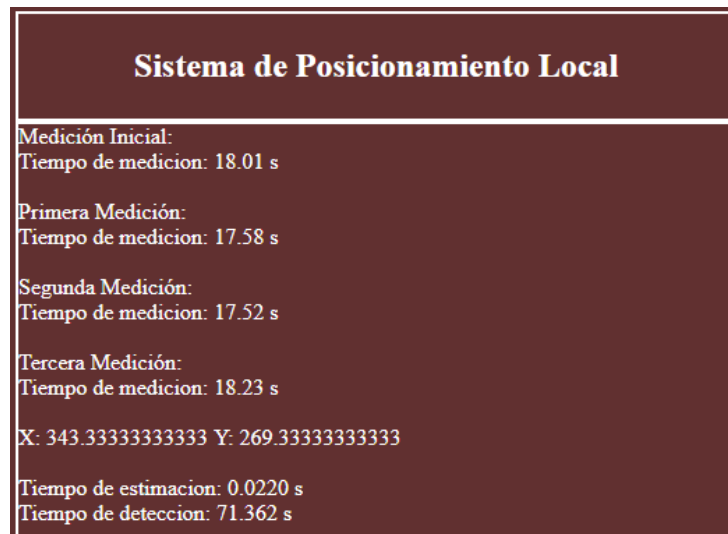 Sistema de Posicionamiento Local
Medición Inicial:
Tiempo de medicion: 18.01 s
Primera Medición:
Tiempo de medicion: 17.58 s
Segunda Medición:
Tiempo de medicion: 17.52 s
Tercera Medición:
Tiempo de medicion: 18.23 s
X: 343.33333333333 Y: 269.33333333333
Tiempo de estimacion: 0.0220 s
Tiempo de deteccion: 71.362 s